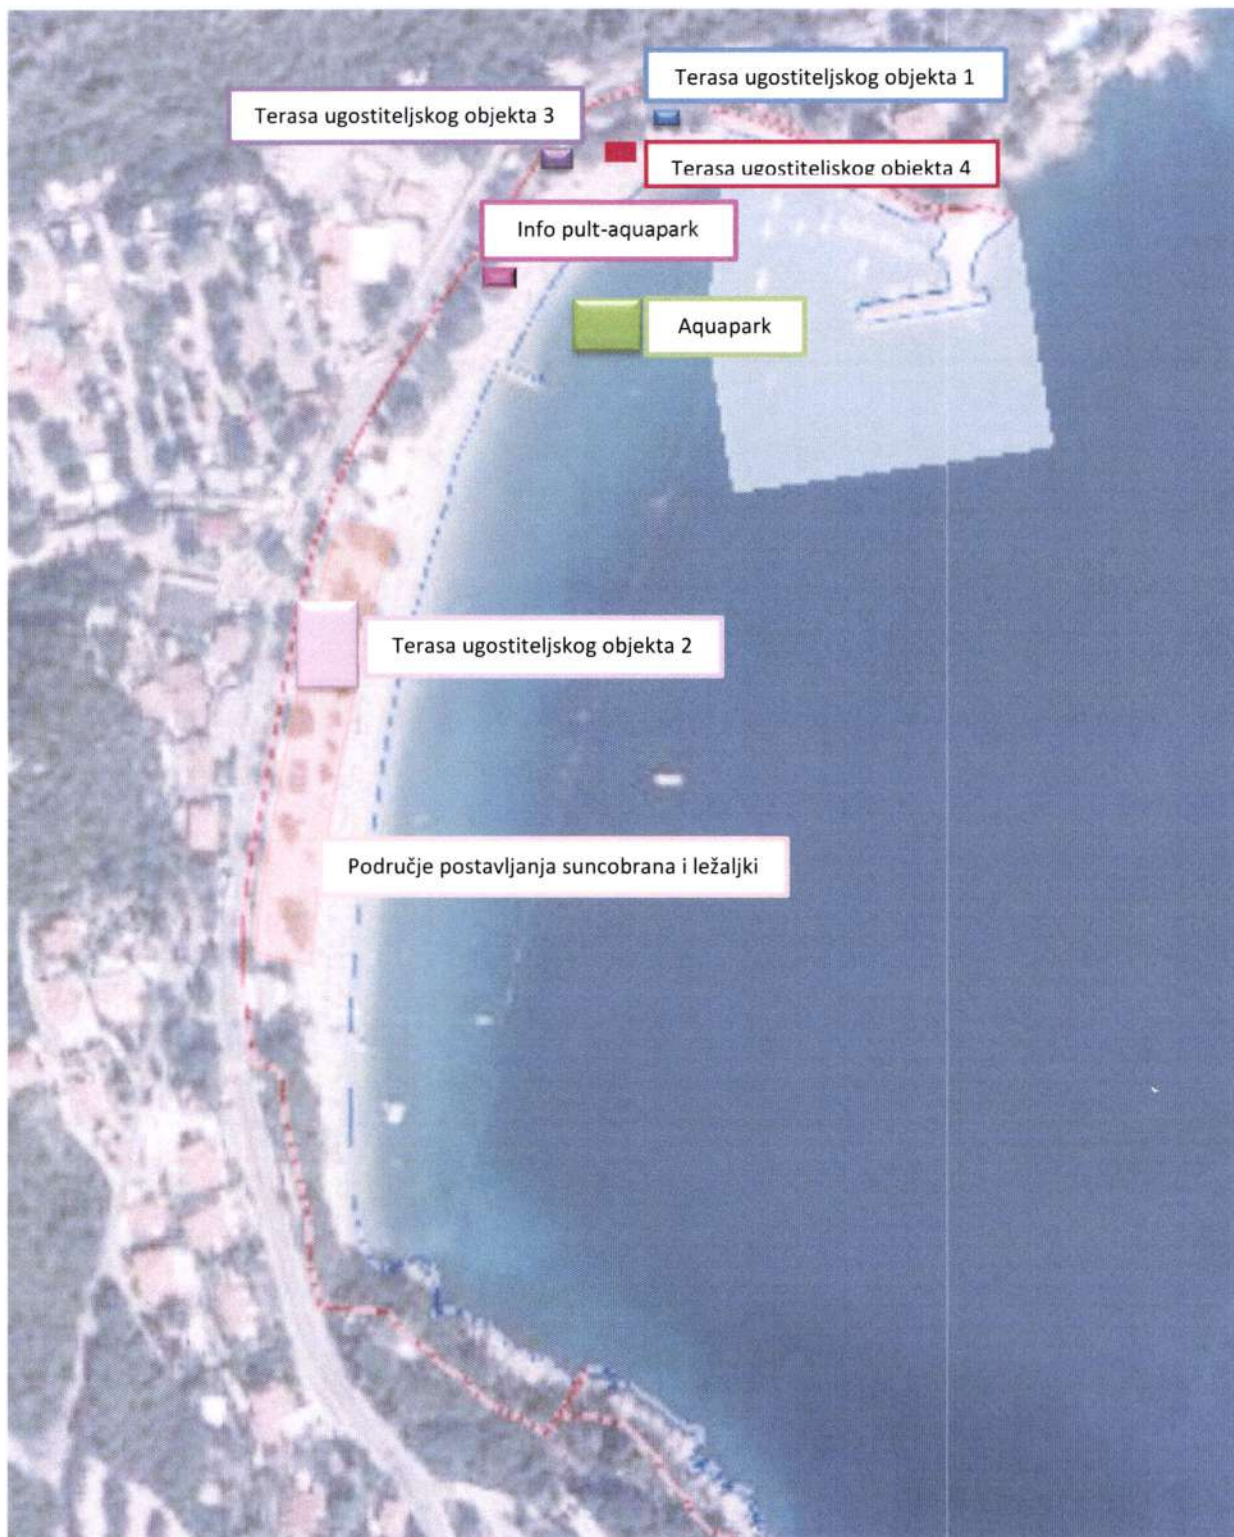 Terasa ugostiteljskog objekta 1
Terasa ugostiteljskog objekta 3
Terasa ugostiteljskog objekta 4
Info pult-aquapark
Aquapark
Terasa ugostiteljskog objekta 2
Područje postavljanja suncobrana i ležaljki